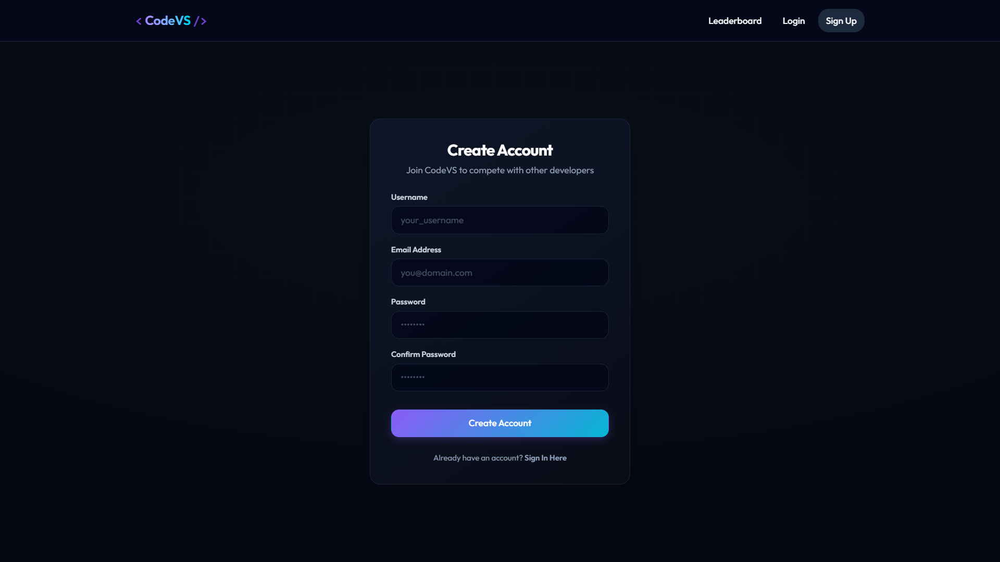 < CodeVS />
Leaderboard
Login
Sign Up
Create Account
Join CodeVS to compete with other developers
Username
your_username
Email Address
you@domain.com
Password
••••••••
Confirm Password
••••••••
Create Account
Already have an account? Sign In Here